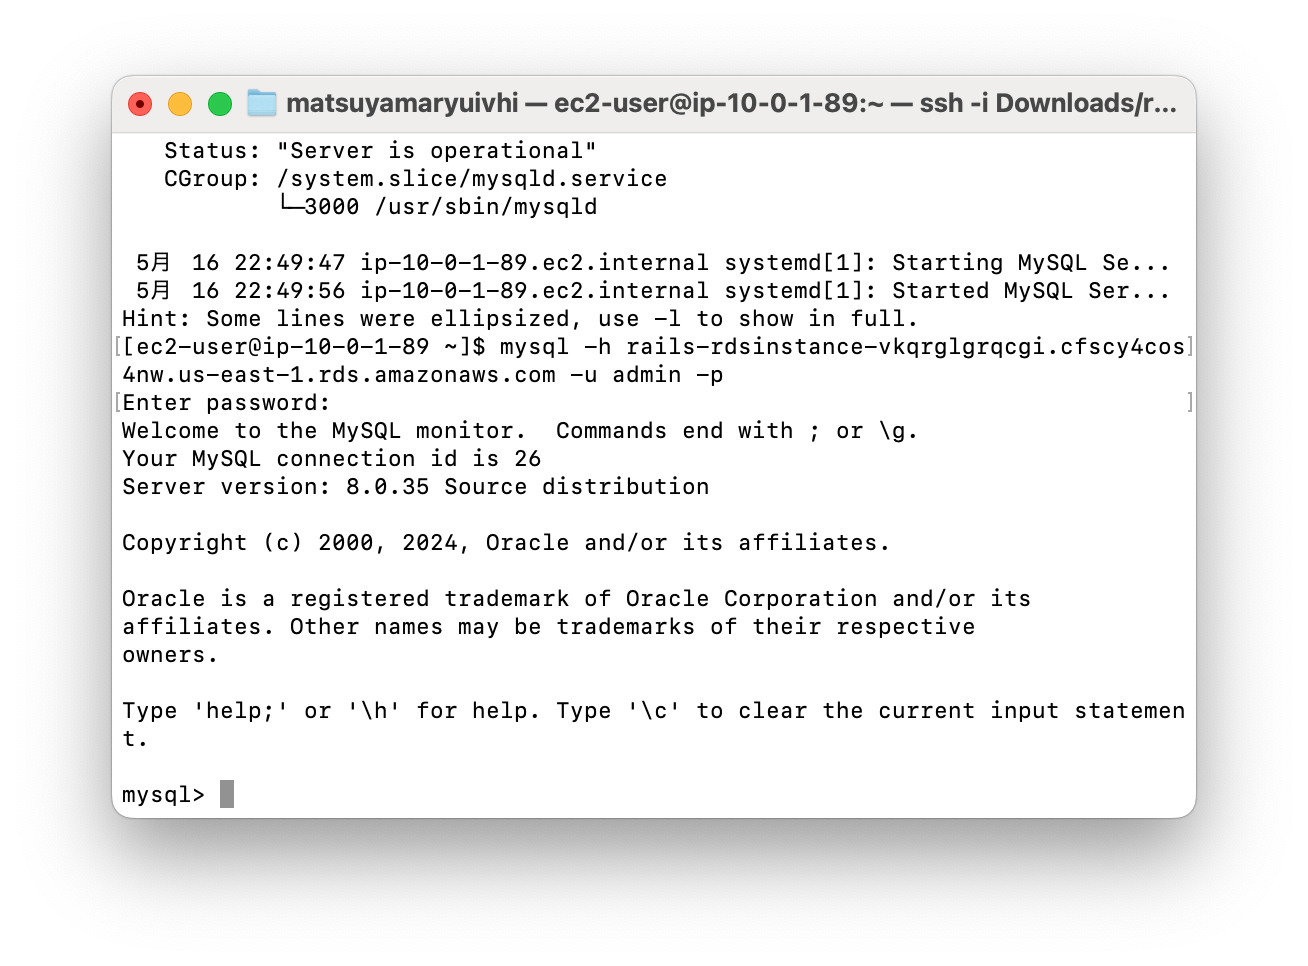 matsuyamaryuivhi — ec2-user@ip-10-0-1-89:~ — ssh -i Downloads/r...
Status: "Server is operational"
CGroup: /system.slice/mysqld.service
└─3000 /usr/sbin/mysqld
5月 16 22:49:47 ip-10-0-1-89.ec2.internal systemd[1]: Starting MySQL Se...
5月 16 22:49:56 ip-10-0-1-89.ec2.internal systemd[1]: Started MySQL Ser...
Hint: Some lines were ellipsized, use -l to show in full.
[[ec2-user@ip-10-0-1-89 ~]$ mysql -h rails-rdsinstance-vkqrglgrqcgi.cfscy4cos]
4nw.us-east-1.rds.amazonaws.com -u admin -p
[Enter password: ]
Welcome to the MySQL monitor.  Commands end with ; or \g.
Your MySQL connection id is 26
Server version: 8.0.35 Source distribution
Copyright (c) 2000, 2024, Oracle and/or its affiliates.
Oracle is a registered trademark of Oracle Corporation and/or its
affiliates. Other names may be trademarks of their respective
owners.
Type 'help;' or '\h' for help. Type '\c' to clear the current input statemen
t.
mysql>